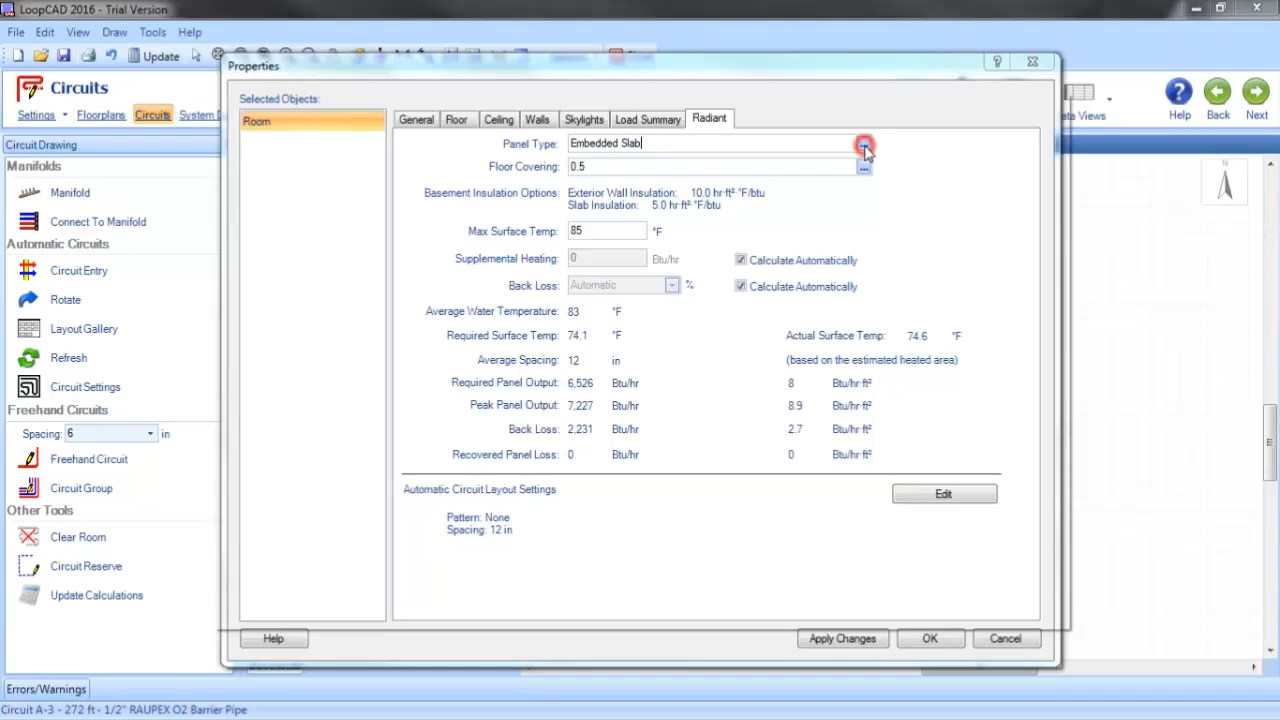 LoopCAD 2016 - Trial Version
File Edit View Draw Tools Help
Update
Circuits
Settings Floorplans Circuits System D
ata Views Help Back Next
Circuit Drawing
Manifolds
Manifold
Connect To Manifold
Automatic Circuits
Circuit Entry
Rotate
Layout Gallery
Refresh
Circuit Settings
Freehand Circuits
Spacing: 6 in
Freehand Circuit
Circuit Group
Other Tools
Clear Room
Circuit Reserve
Update Calculations
Errors/Warnings
Circuit A-3 - 272 ft - 1/2" RAUPEX O2 Barrier Pipe
N
Properties
Selected Objects:
Room
General Floor Ceiling Walls Skylights Load Summary Radiant
Panel Type: Embedded Slab ...
Floor Covering: 0.5 ...
Basement Insulation Options: Exterior Wall Insulation: 10.0 hr·ft²·°F/btu
Slab Insulation: 5.0 hr·ft²·°F/btu
Max Surface Temp: 85 °F
Supplemental Heating: 0 Btu/hr Calculate Automatically
Back Loss: Automatic % Calculate Automatically
Average Water Temperature: 83 °F
Required Surface Temp: 74.1 °F Actual Surface Temp: 74.6 °F
Average Spacing: 12 in (based on the estimated heated area)
Required Panel Output: 6,526 Btu/hr 8 Btu/hr·ft²
Peak Panel Output: 7,227 Btu/hr 8.9 Btu/hr·ft²
Back Loss: 2,231 Btu/hr 2.7 Btu/hr·ft²
Recovered Panel Loss: 0 Btu/hr 0 Btu/hr·ft²
Automatic Circuit Layout Settings Edit
Pattern: None
Spacing: 12 in
Help Apply Changes OK Cancel